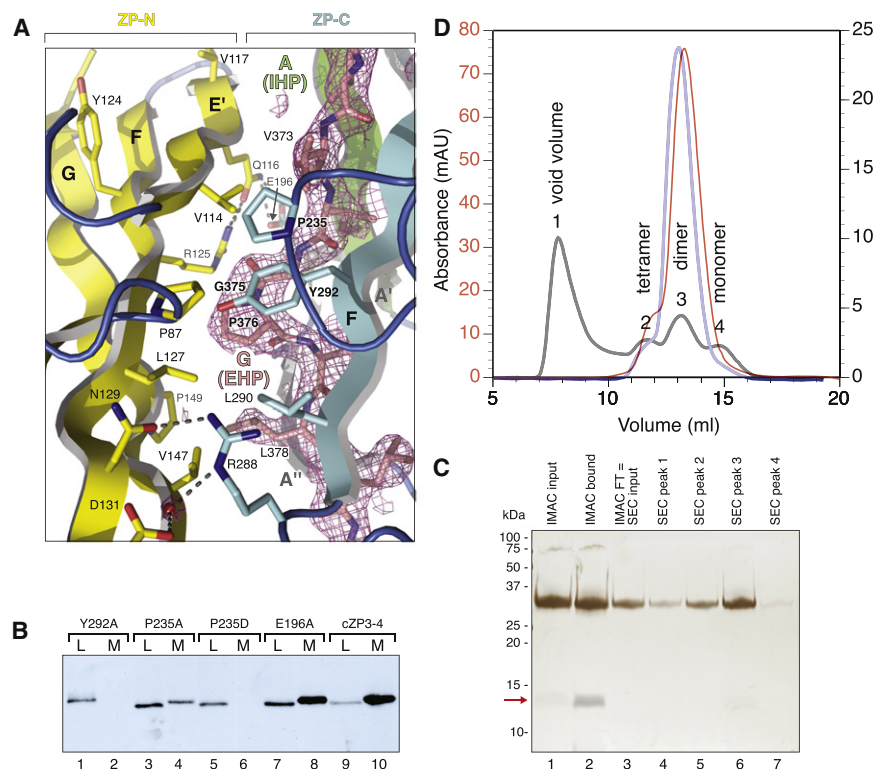 A
ZP-N
ZP-C
V117
A
(IHP)
Y124
E'
F
V373
G
Q116
E196
V114
P235
R125
G375
Y292
A'
P376
F
P87
G
(EHP)
L127
L290
N129
P149
L378
V147
R288
A''
D131
B
Y292A P235A P235D E196A cZP3-4
L M L M L M L M L M
1 2 3 4 5 6 7 8 9 10
D
Absorbance (mAU)
80
70
60
50
40
30
20
10
0
25
20
15
10
5
0
1 void volume
tetramer
2
dimer
3
monomer
4
5 10 15 20
Volume (ml)
C
kDa
IMAC input
IMAC bound
IMAC FT =
SEC input
SEC peak 1
SEC peak 2
SEC peak 3
SEC peak 4
100 -
75 -
50 -
37 -
25 -
20 -
15 -
10-
1 2 3 4 5 6 7